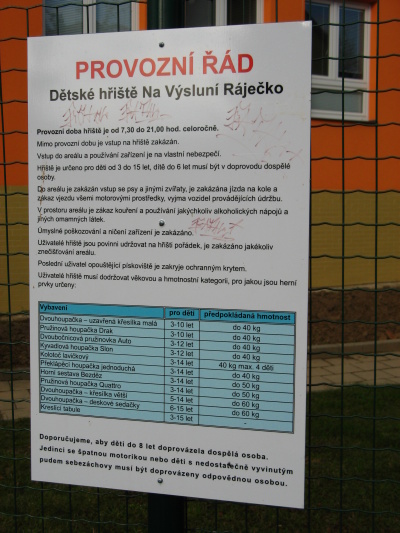 PROVOZNÍ ŘÁD
Dětské hřiště Na Výsluní Ráječko
Provozní doba hřiště je od 7,30 do 21,00 hod. celoročně.
Mimo provozní dobu je vstup na hřiště zakázán.
Vstup do areálu a používání zařízení je na vlastní nebezpečí.
Hřiště je určeno pro děti od 3 do 15 let, dítě do 6 let musí být v doprovodu dospělé
osoby.
Do areálu je zakázán vstup se psy a jinými zvířaty, je zakázána jízda na kole a
zákaz vjezdu všemi motorovými prostředky, vyjma vozidel provádějících údržbu.
V prostoru areálu je zákaz kouření a používání jakýchkoliv alkoholických nápojů a
jiných omamných látek.
Úmyslné poškozování a ničení zařízení je zakázáno.
Uživatelé hřiště jsou povinni udržovat na hřišti pořádek, je zakázáno jakékoliv
znečišťování areálu.
Poslední uživatel opouštějící pískoviště je zakryje ochranným krytem.
Uživatelé hřiště musí dodržovat věkovou a hmotnostní kategorii, pro jakou jsou herní
prvky určeny:
Vybavení pro děti předpokládaná hmotnost
Dvouhoupačka – uzavřená křesílka malá 3-10 let do 40 kg
Pružinová houpačka Drak 3-10 let do 40 kg
Dvoubočnicová pružinovka Auto 3-12 let do 40 kg
Kyvadlová houpačka Slon 3-12 let do 40 kg
Kolotoč lavičkový 3-14 let 40 kg max. 4 děti
Překlápěcí houpačka jednoduchá 3-14 let do 40 kg
Horní sestava Bezděz 3-14 let do 50 kg
Pružinová houpačka Quattro 3-14 let do 50 kg
Dvouhoupačka – křesílka větší 5-14 let do 60 kg
Dvouhoupačka – deskové sedačky 6-15 let do 60 kg
Kreslící tabule 3-15 let -
Doporučujeme, aby děti do 8 let doprovázela dospělá osoba.
Jedinci se špatnou motorikou nebo děti s nedostatečně vyvinutým
pudem sebezáchovy musí být doprovázeny odpovědnou osobou.